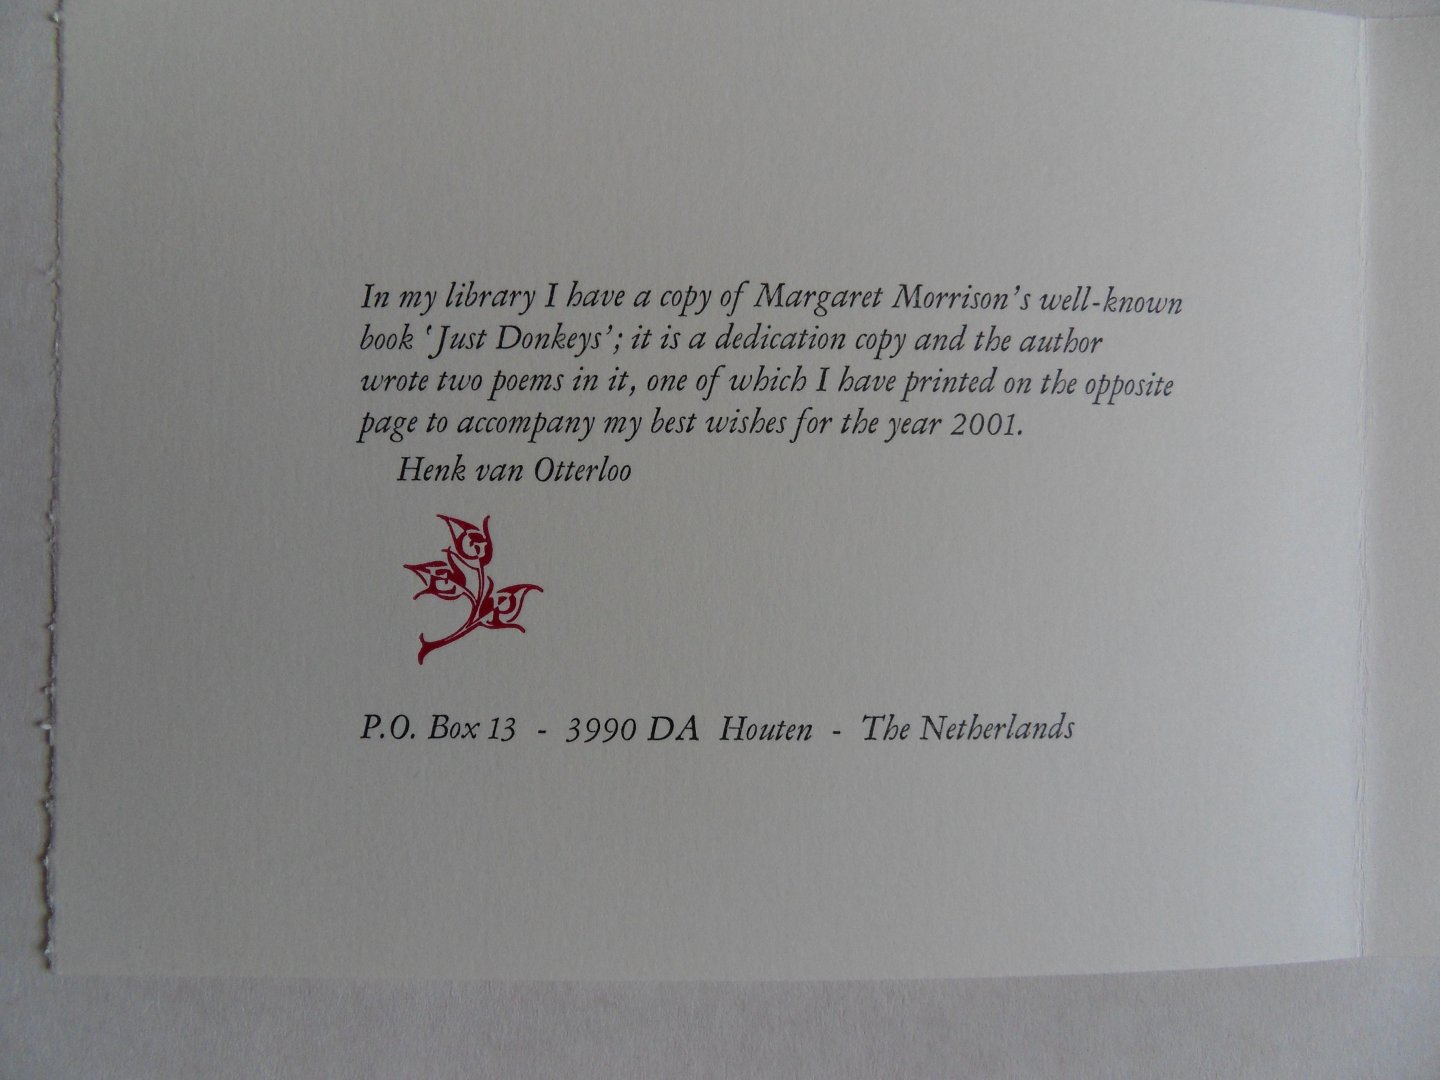 In my library I have a copy of Margaret Morrison's well-known
book ‘Just Donkeys’; it is a dedication copy and the author
wrote two poems in it, one of which I have printed on the opposite
page to accompany my best wishes for the year 2001.
Henk van Otterloo
G
E P
P.O. Box 13 - 3990 DA Houten - The Netherlands